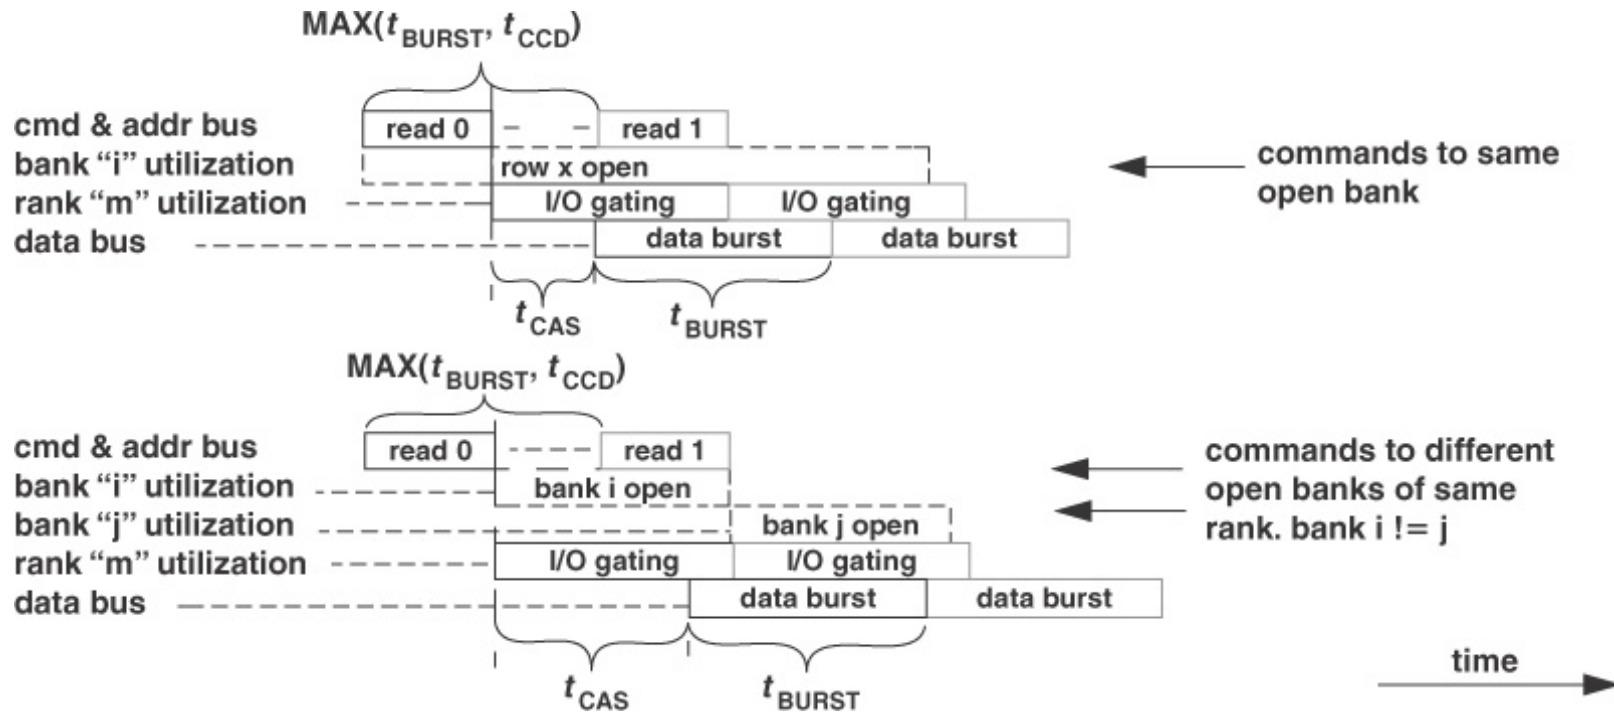 MAX(tBURST, tCCD)
cmd & addr bus read 0 read 1
bank “i” utilization row x open
rank “m” utilization I/O gating I/O gating
data bus data burst data burst
commands to same
open bank
tCAS tBURST
MAX(tBURST, tCCD)
cmd & addr bus read 0 read 1
bank “i” utilization bank i open
bank “j” utilization bank j open
rank “m” utilization I/O gating I/O gating
data bus data burst data burst
commands to different
open banks of same
rank. bank i != j
tCAS tBURST
time